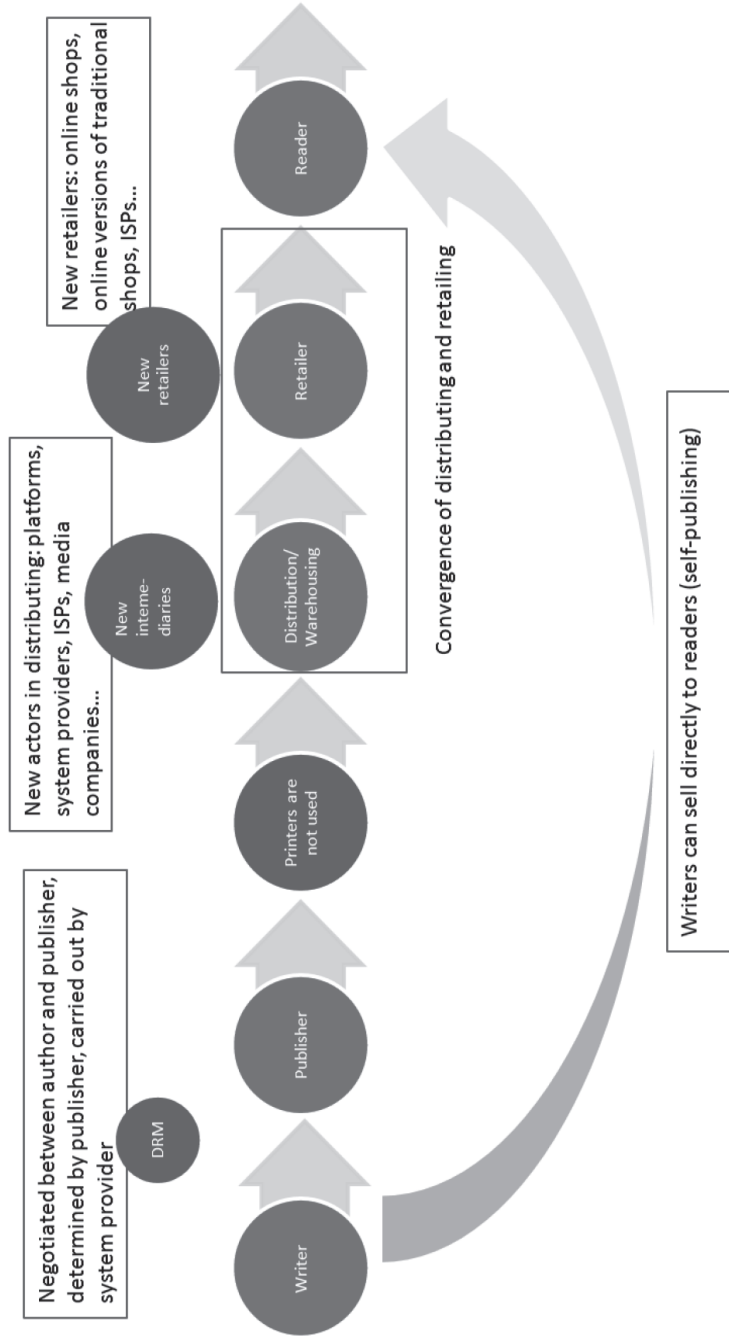 Negotiated between author and publisher,
determined by publisher, carried out by
system provider
DRM
New actors in distributing: platforms,
system providers, ISPs, media
companies...
New
inteme-
diaries
New retailers: online shops,
online versions of traditional
shops, ISPs...
New
retailers
Writer
Publisher
Printers are
not used
Distribution/
Warehousing
Retailer
Reader
Convergence of distributing and retailing
Writers can sell directly to readers (self-publishing)